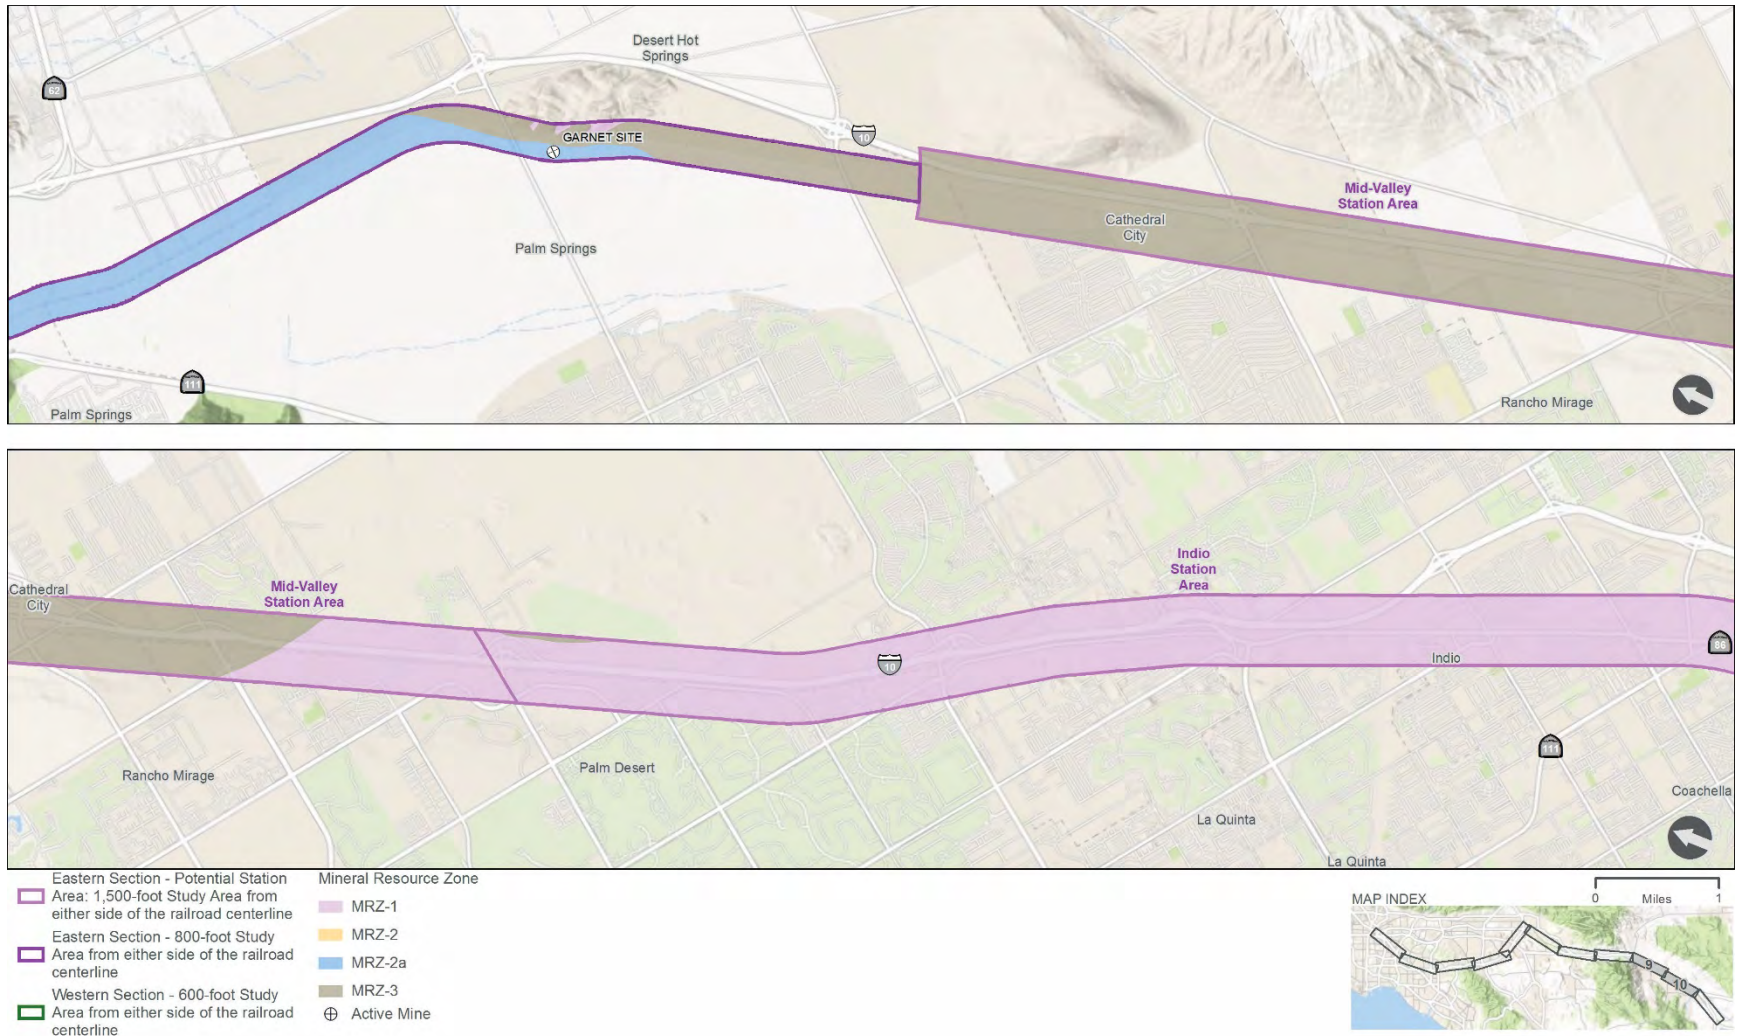 Desert Hot
Springs
62
GARNET SITE
10
Mid-Valley
Station Area
Cathedral
City
Palm Springs
111
Palm Springs
Rancho Mirage
Indio
Station
Area
Cathedral
City
Mid-Valley
Station Area
10
Indio
86
111
Rancho Mirage
Palm Desert
Coachella
La Quinta
La Quinta
Eastern Section - Potential Station
Area: 1,500-foot Study Area from
either side of the railroad centerline
Eastern Section - 800-foot Study
Area from either side of the railroad
centerline
Western Section - 600-foot Study
Area from either side of the railroad
centerline
Mineral Resource Zone
MRZ-1
MRZ-2
MRZ-2a
MRZ-3
Active Mine
MAP INDEX
0 Miles 1
9
10